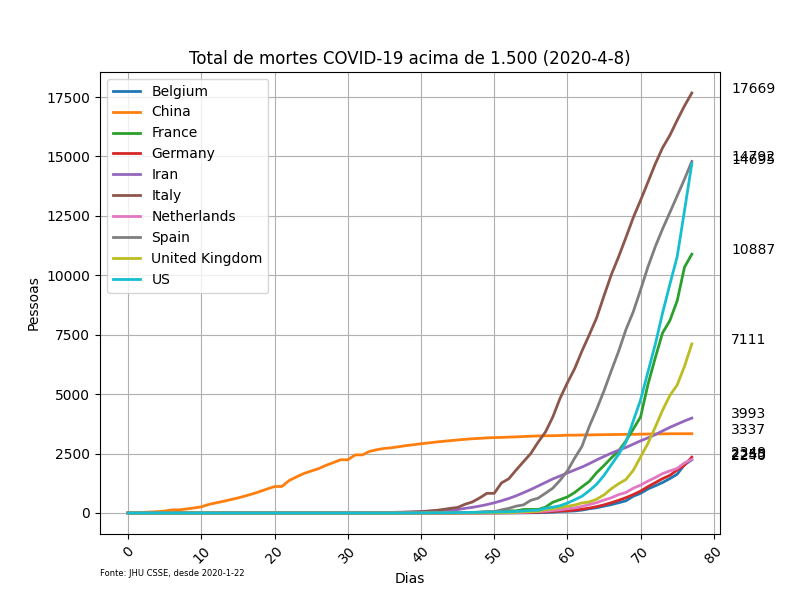 Total de mortes COVID-19 acima de 1.500 (2020-4-8)
Belgium
China
France
Germany
Iran
Italy
Netherlands
Spain
United Kingdom
US
17500
15000
12500
10000
7500
5000
2500
0
Pessoas
17669
14792
14695
10887
7111
3993
3337
0
10
20
30
40
50
60
70
80
Dias
Fonte: JHU CSSE, desde 2020-1-22